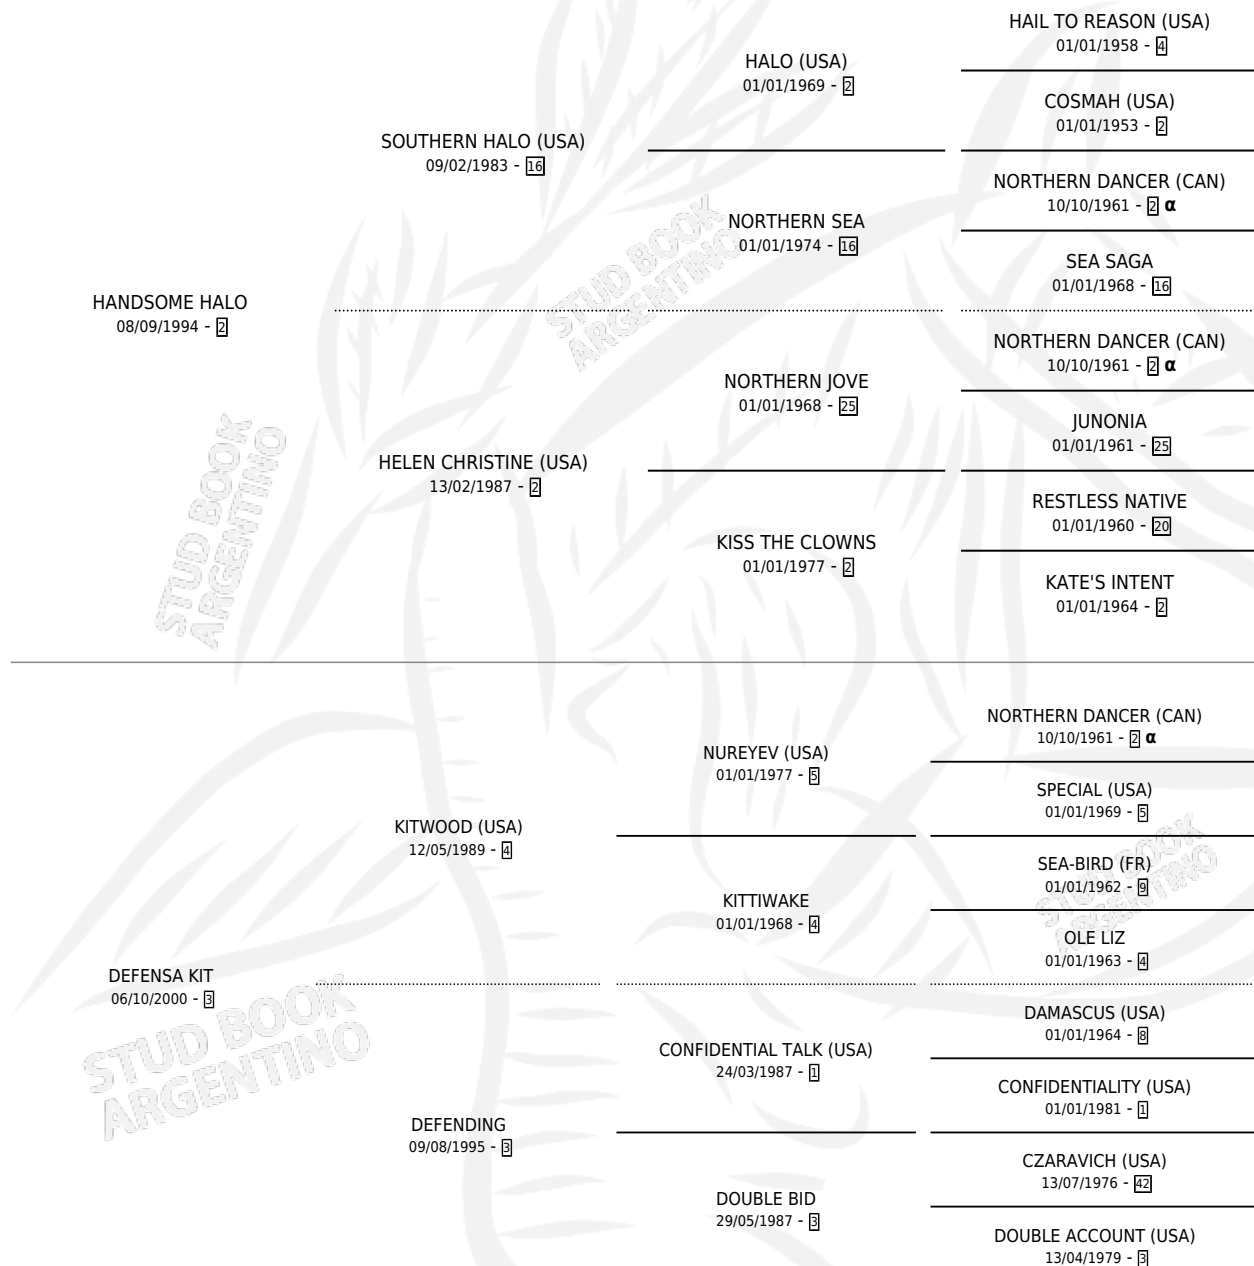 HAIL TO REASON (USA)
01/01/1958 - 4
HALO (USA)
01/01/1969 - 2
COSMAH (USA)
01/01/1953 - 2
SOUTHERN HALO (USA)
09/02/1983 - 16
NORTHERN DANCER (CAN)
10/10/1961 - 2 α
NORTHERN SEA
01/01/1974 - 16
SEA SAGA
01/01/1968 - 16
STUD BOOK
ARGENTINO
HANDSOME HALO
08/09/1994 - 2
NORTHERN DANCER (CAN)
10/10/1961 - 2 α
NORTHERN JOVE
01/01/1968 - 25
JUNONIA
01/01/1961 - 25
HELEN CHRISTINE (USA)
13/02/1987 - 2
RESTLESS NATIVE
01/01/1960 - 20
KISS THE CLOWNS
01/01/1977 - 2
KATE'S INTENT
01/01/1964 - 2
STUD BOOK
ARGENTINO
NORTHERN DANCER (CAN)
10/10/1961 - 2 α
NUREYEV (USA)
01/01/1977 - 5
SPECIAL (USA)
01/01/1969 - 5
KITWOOD (USA)
12/05/1989 - 4
SEA-BIRD (FR)
01/01/1962 - 9
KITTIWAKE
01/01/1968 - 4
OLE LIZ
01/01/1963 - 4
STUD BOOK
ARGENTINO
DEFENSA KIT
06/10/2000 - 3
DAMASCUS (USA)
01/01/1964 - 8
CONFIDENTIAL TALK (USA)
24/03/1987 - 1
CONFIDENTIALITY (USA)
01/01/1981 - 1
DEFENDING
09/08/1995 - 3
CZARAVICH (USA)
13/07/1976 - 42
DOUBLE BID
29/05/1987 - 3
DOUBLE ACCOUNT (USA)
13/04/1979 - 3
STUD BOOK
ARGENTINO